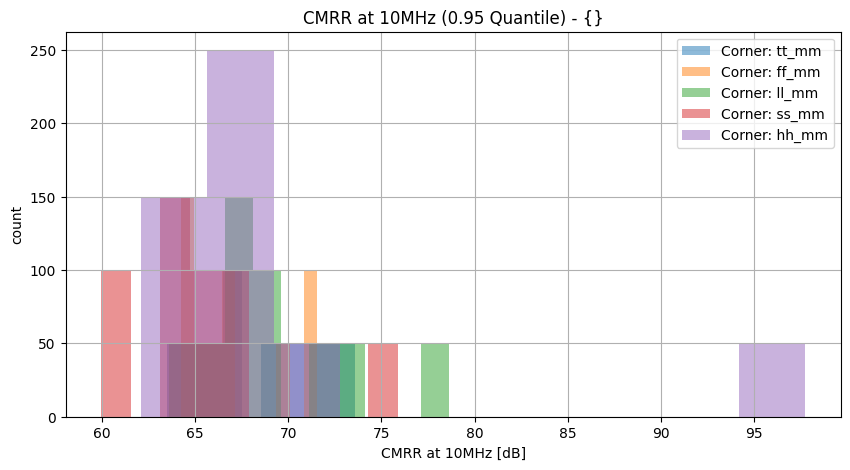 CMRR at 10MHz (0.95 Quantile) - {}
250
200
150
100
50
0
count
60 65 70 75 80 85 90 95
CMRR at 10MHz [dB]
Corner: tt_mm
Corner: ff_mm
Corner: ll_mm
Corner: ss_mm
Corner: hh_mm